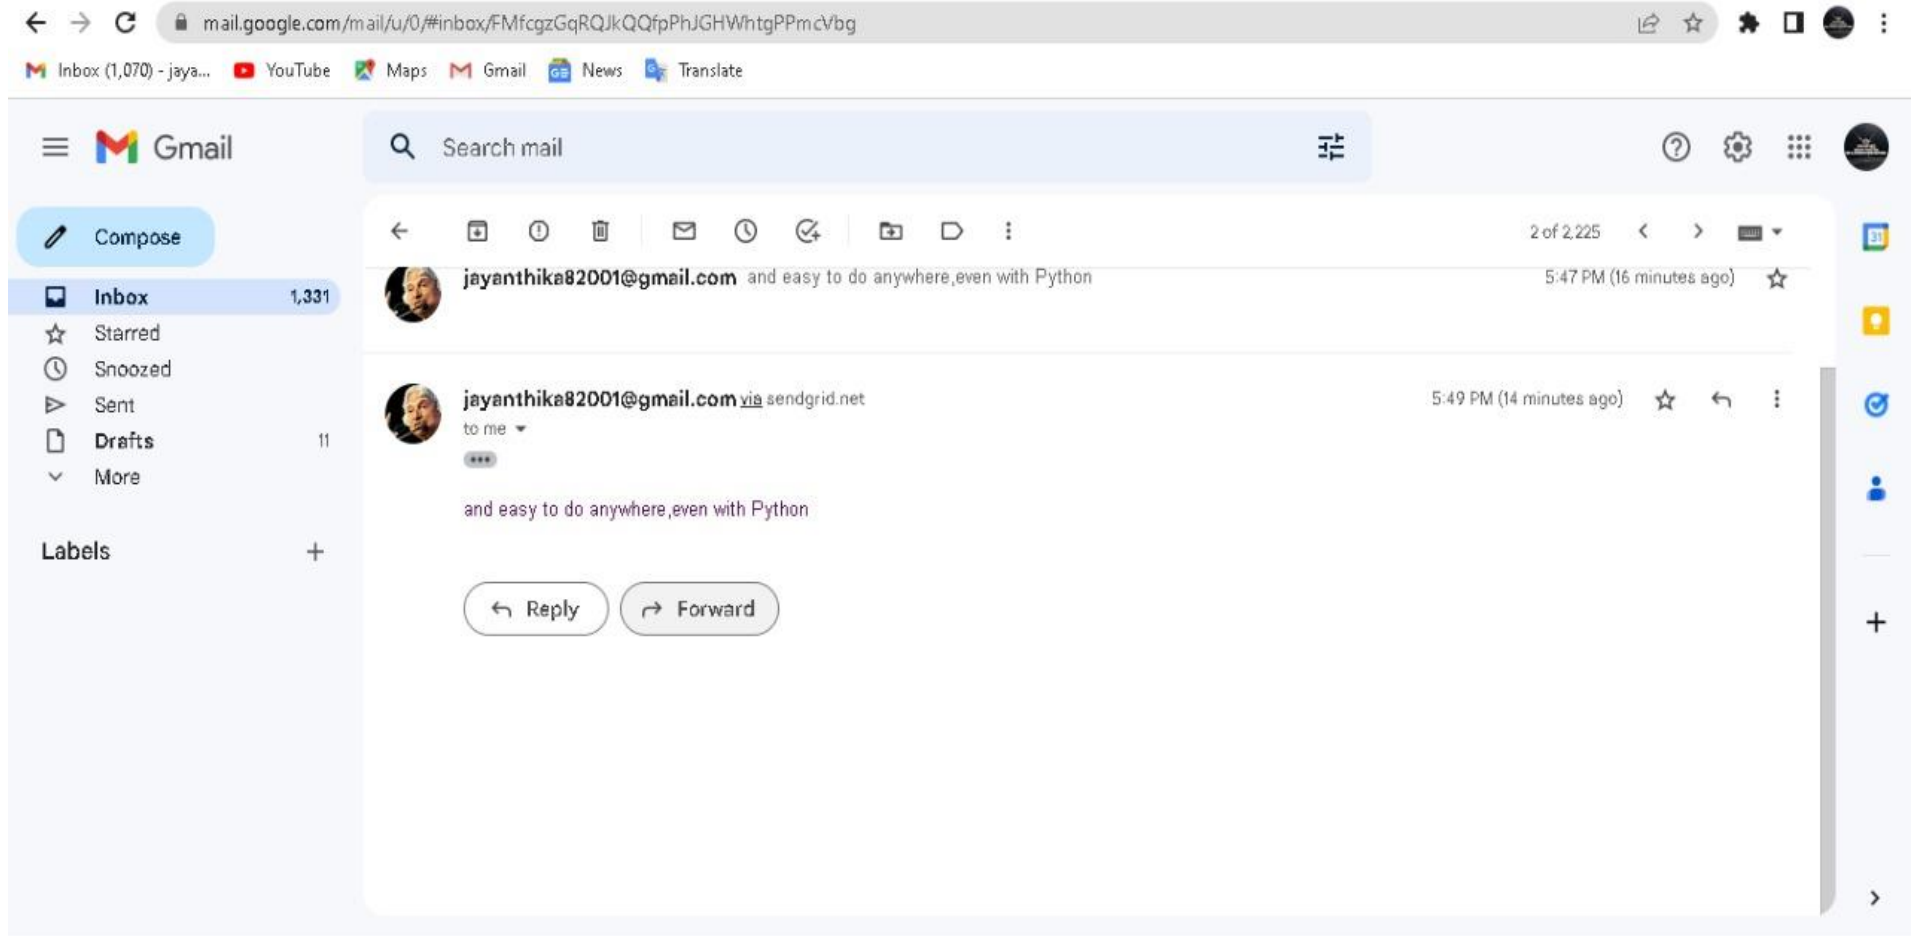 mail.google.com/mail/u/0/#inbox/FMfcgzGqRQJkQQfpPhJGHWhtgPPmcVbg
Inbox (1,070) - jaya... YouTube Maps Gmail GE News Translate
Gmail Search mail
Compose 2 of 2,225 31
Inbox 1,331 jayanthika82001@gmail.com and easy to do anywhere,even with Python 5:47 PM (16 minutes ago)
Starred
Snoozed
Sent jayanthika82001@gmail.com via sendgrid.net 5:49 PM (14 minutes ago)
to me
Drafts 11
More
and easy to do anywhere,even with Python
Labels
Reply Forward